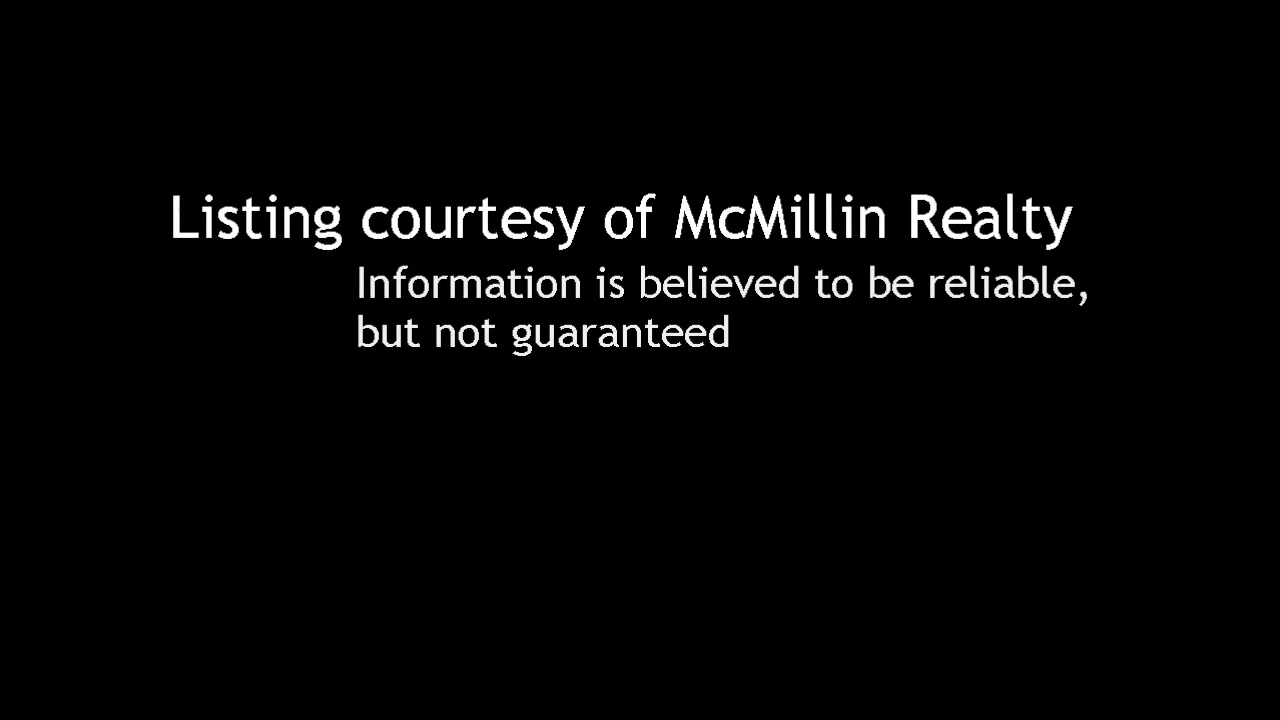 Listing courtesy of McMillin Realty
Information is believed to be reliable,
but not guaranteed